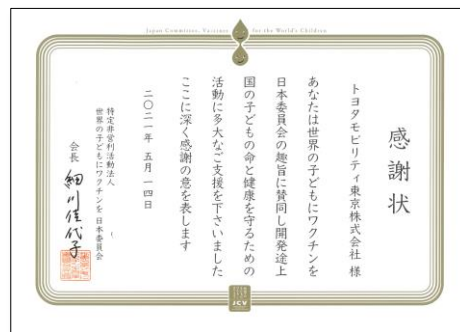 Japan Committee, Vaccines for the World's Children
感謝状
トヨタモビリティ東京株式会社 様
あなたは世界の子どもにワクチンを
日本委員会の趣旨に賛同し開発途上
国の子どもの命と健康を守るための
活動に多大なご支援を下さいました
ここに深く感謝の意を表します
二〇二一年 五月 一四日
特定非営利活動法人
世界の子どもにワクチンを 日本委員会
会長 細川佳代子
JCV